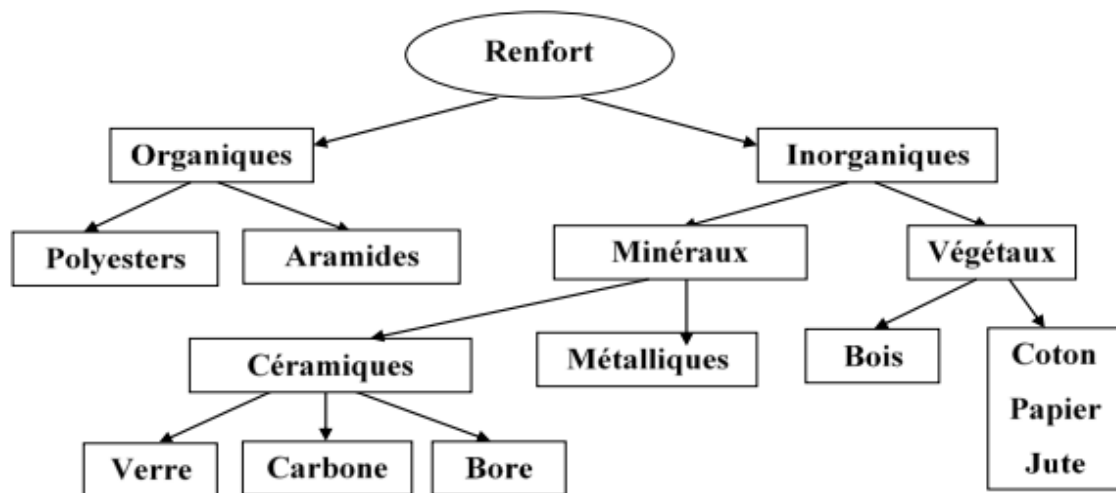 Renfort
Organiques
Inorganiques
Polyesters
Aramides
Minéraux
Végétaux
Céramiques
Métalliques
Bois
Coton
Papier
Jute
Verre
Carbone
Bore